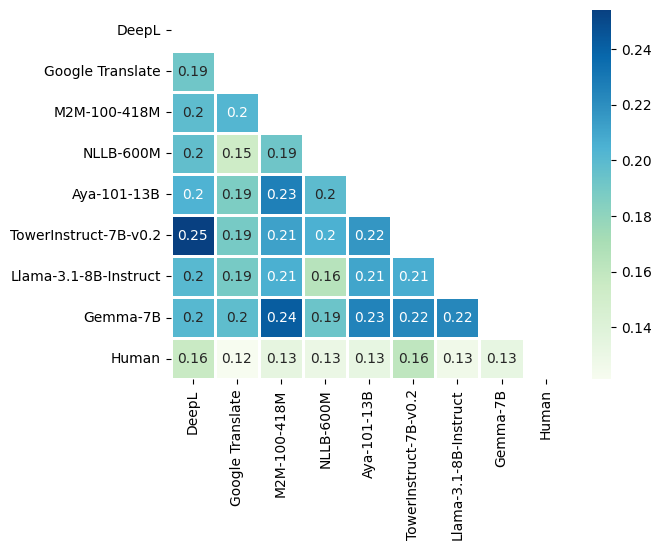 DeepL
Google Translate 0.19
M2M-100-418M 0.2 0.2
NLLB-600M 0.2 0.15 0.19
Aya-101-13B 0.2 0.19 0.23 0.2
TowerInstruct-7B-v0.2 0.25 0.19 0.21 0.2 0.22
Llama-3.1-8B-Instruct 0.2 0.19 0.21 0.16 0.21 0.21
Gemma-7B 0.2 0.2 0.24 0.19 0.23 0.22 0.22
Human 0.16 0.12 0.13 0.13 0.13 0.16 0.13 0.13
DeepL
Google Translate
M2M-100-418M
NLLB-600M
Aya-101-13B
TowerInstruct-7B-v0.2
Llama-3.1-8B-Instruct
Gemma-7B
Human
0.24
0.22
0.20
0.18
0.16
0.14